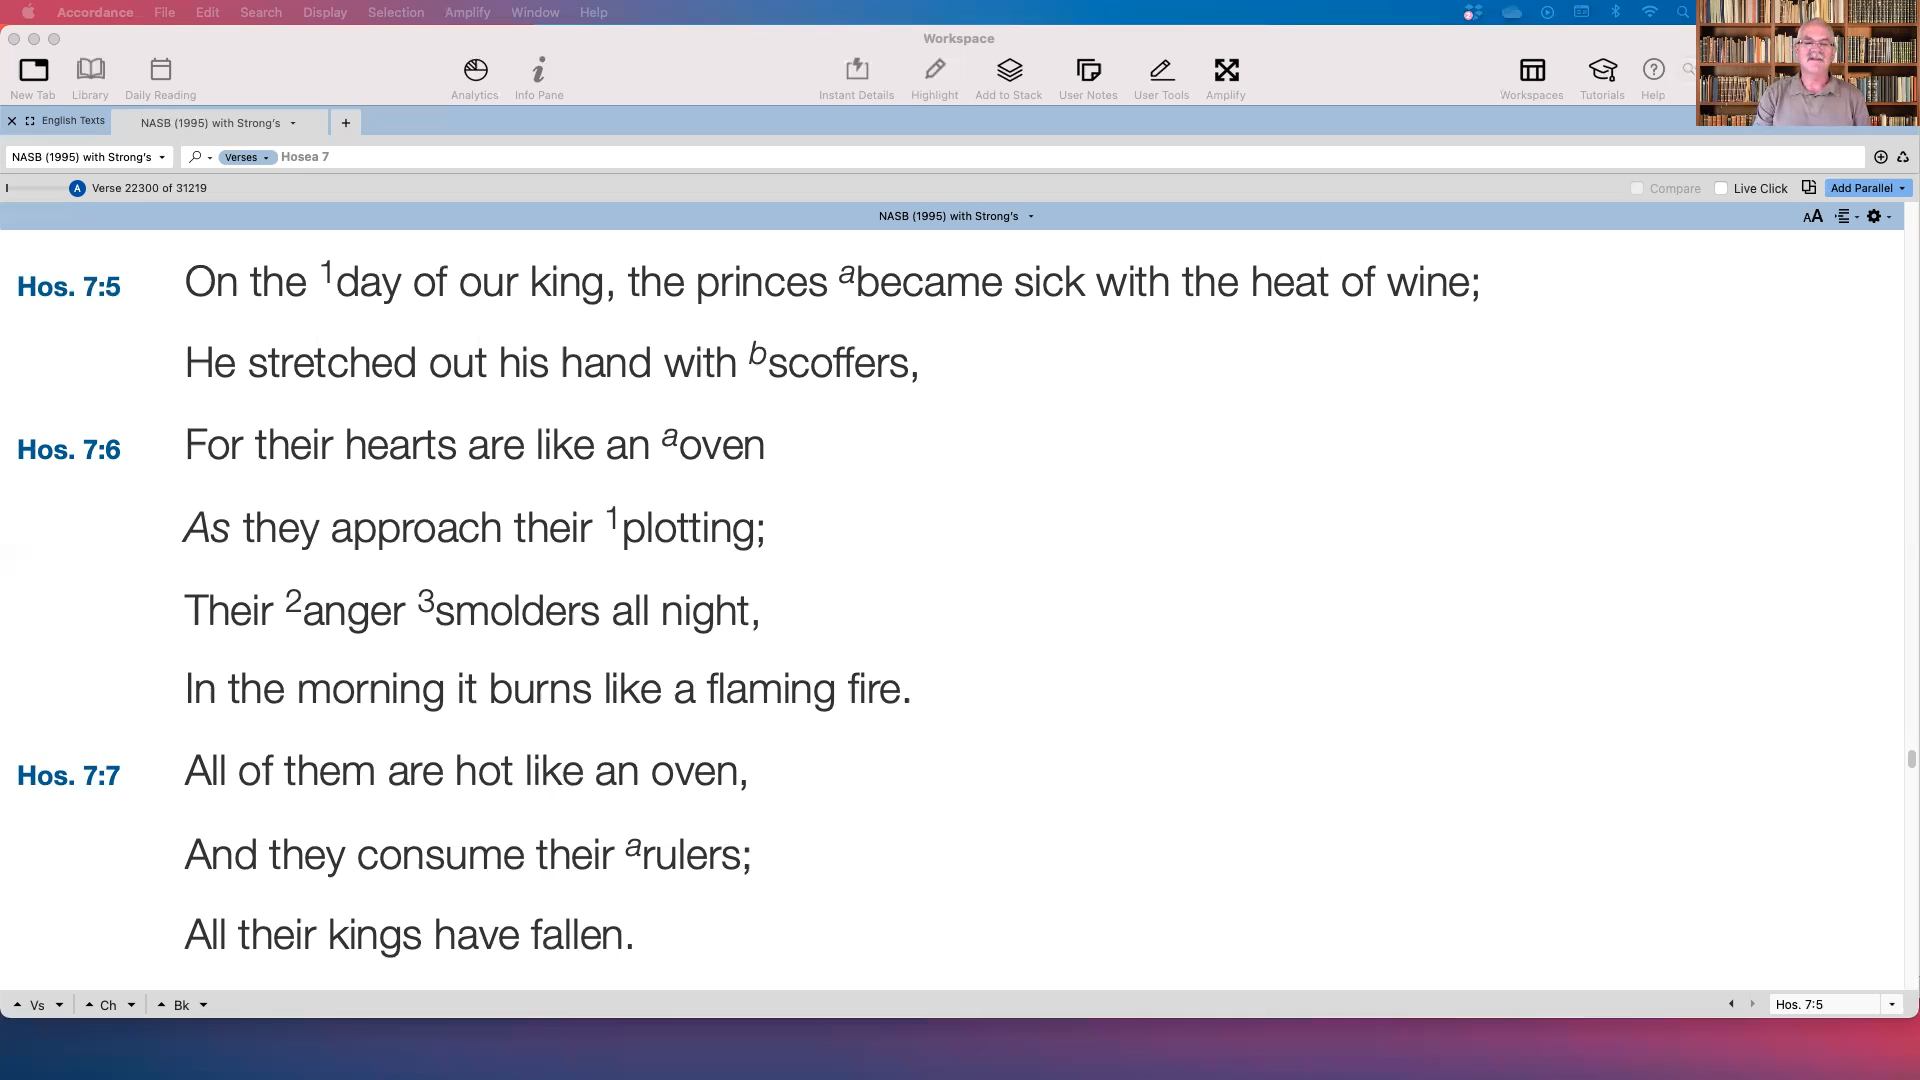 Accordance File Edit Search Display Selection Amplify Window Help
Workspace
New Tab Library Daily Reading Analytics Info Pane Instant Details Highlight Add to Stack User Notes User Tools Amplify Workspaces Tutorials Help
English Texts NASB (1995) with Strong's +
NASB (1995) with Strong's Verses Hosea 7
A Verse 22300 of 31219 Compare Live Click Add Parallel
NASB (1995) with Strong's AA
Hos. 7:5 On the 1day of our king, the princes abecame sick with the heat of wine;
He stretched out his hand with bscoffers,
Hos. 7:6 For their hearts are like an aoven
As they approach their 1plotting;
Their 2anger 3smolders all night,
In the morning it burns like a flaming fire.
Hos. 7:7 All of them are hot like an oven,
And they consume their arulers;
All their kings have fallen.
Vs Ch Bk Hos. 7:5